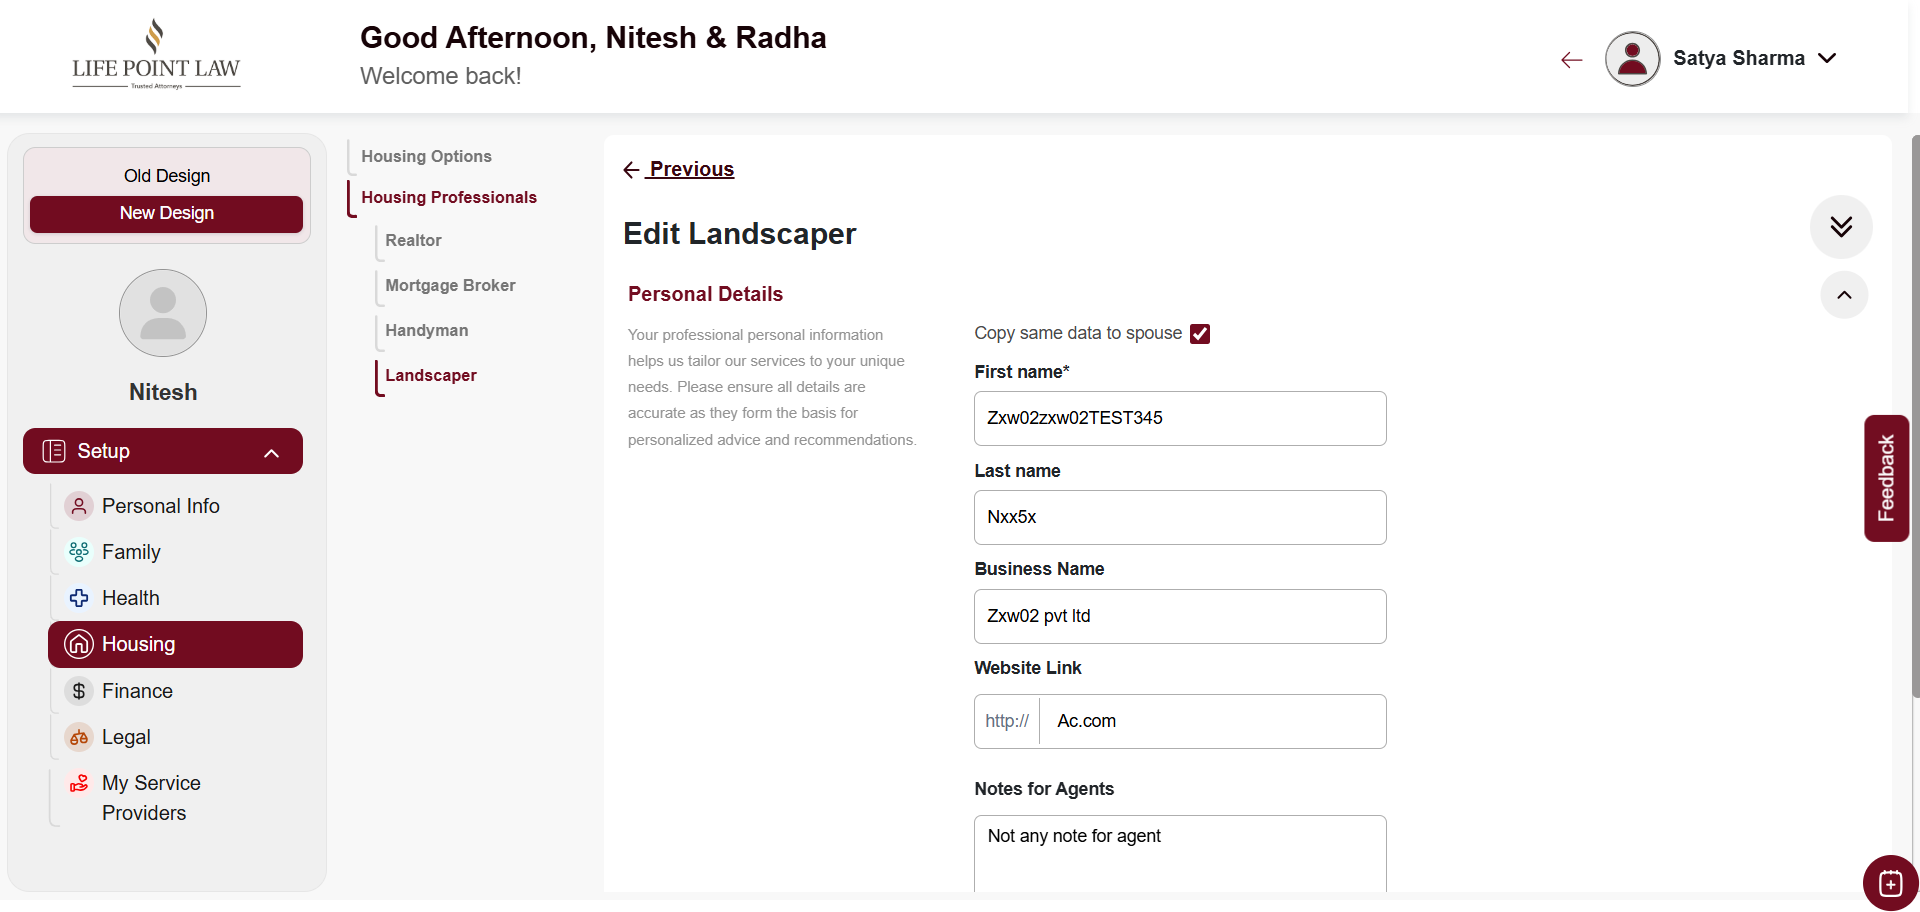 LIFE POINT LAW
Trusted Attorneys
Good Afternoon, Nitesh & Radha
Welcome back!
Satya Sharma
Old Design
New Design
Nitesh
Setup
Personal Info
Family
Health
Housing
Finance
Legal
My Service
Providers
Housing Options
Housing Professionals
Realtor
Mortgage Broker
Handyman
Landscaper
Previous
Edit Landscaper
Personal Details
Your professional personal information
helps us tailor our services to your unique
needs. Please ensure all details are
accurate as they form the basis for
personalized advice and recommendations.
Copy same data to spouse
First name*
Zxw02zxw02TEST345
Last name
Nxx5x
Business Name
Zxw02 pvt ltd
Website Link
http:// Ac.com
Notes for Agents
Not any note for agent
Feedback